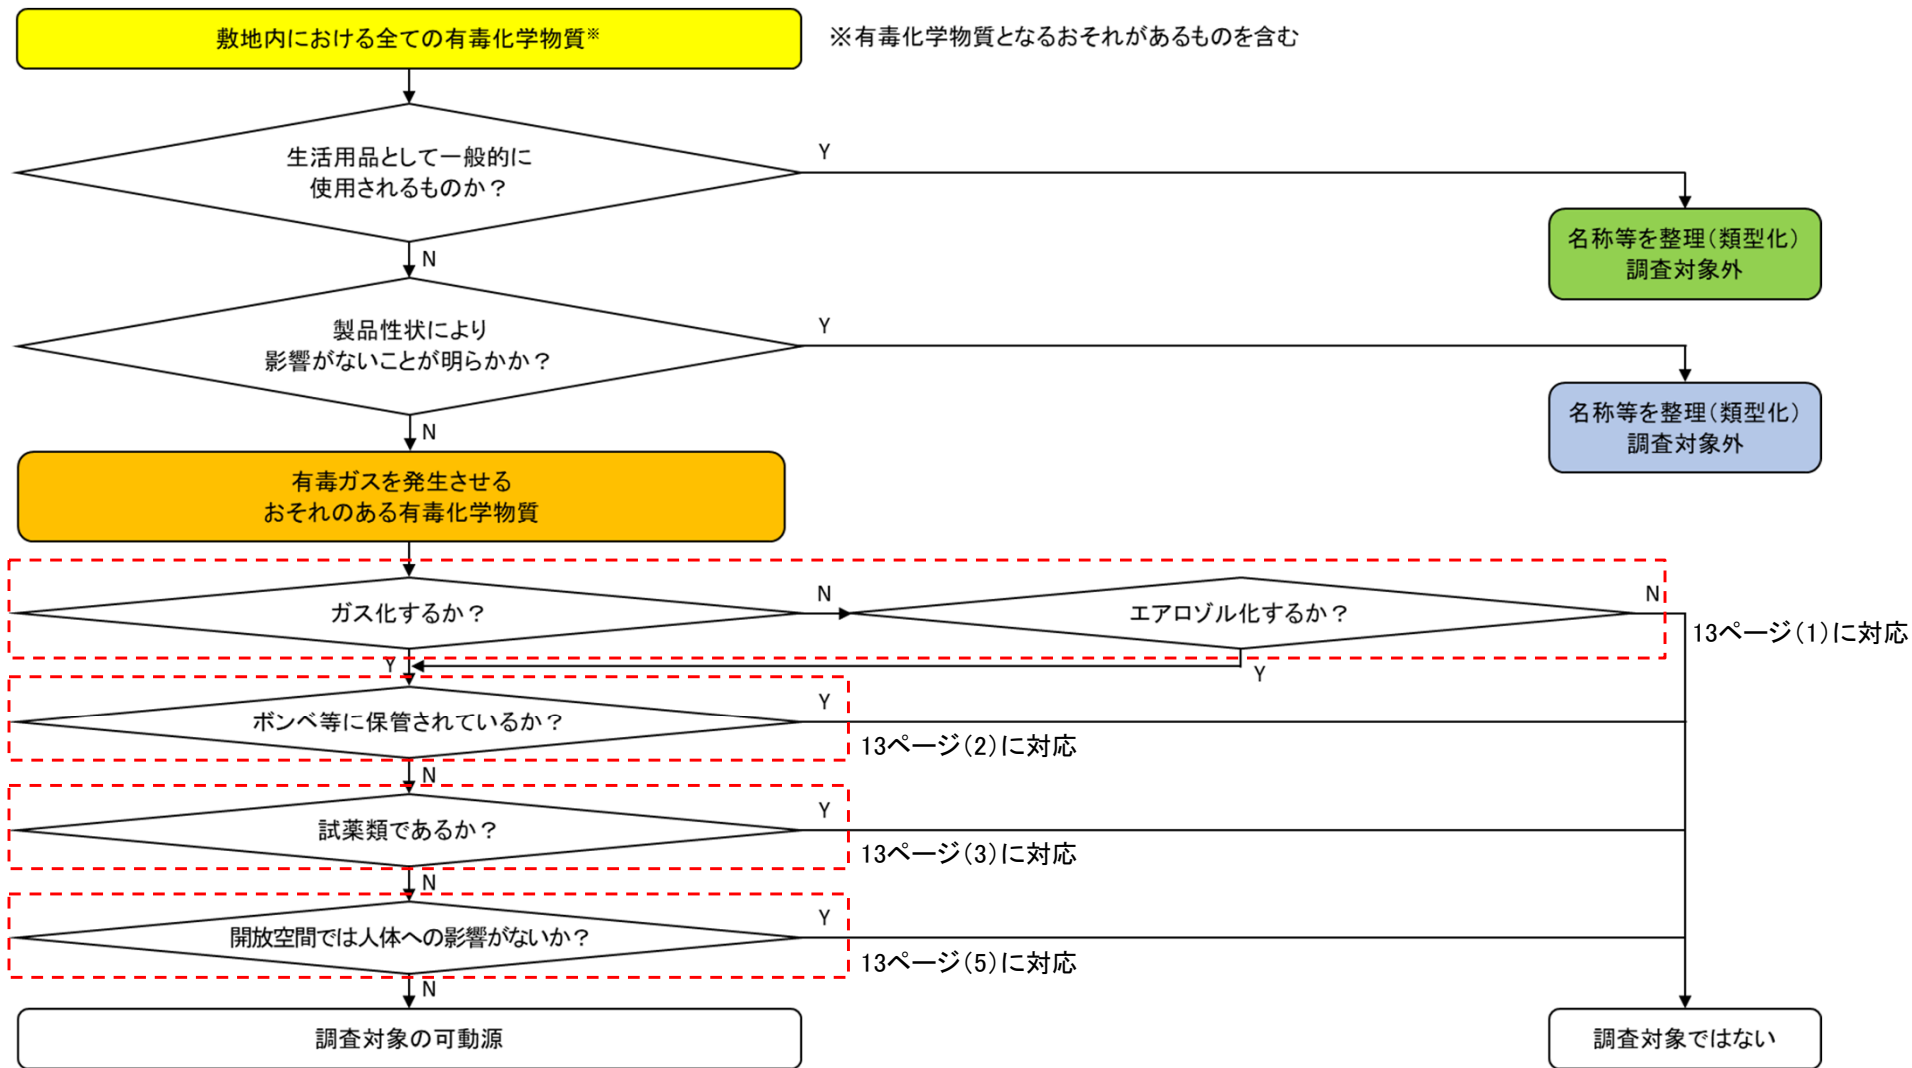 敷地内における全ての有毒化学物質※
※有毒化学物質となるおそれがあるものを含む
生活用品として一般的に
使用されるものか？
Y
名称等を整理(類型化)
調査対象外
N
製品性状により
影響がないことが明らかか？
Y
名称等を整理(類型化)
調査対象外
N
有毒ガスを発生させる
おそれのある有毒化学物質
ガス化するか？
N
エアロゾル化するか？
N
13ページ(1)に対応
Y
Y
ボンベ等に保管されているか？
Y
13ページ(2)に対応
N
試薬類であるか？
Y
13ページ(3)に対応
N
開放空間では人体への影響がないか？
Y
13ページ(5)に対応
N
調査対象の可動源
調査対象ではない